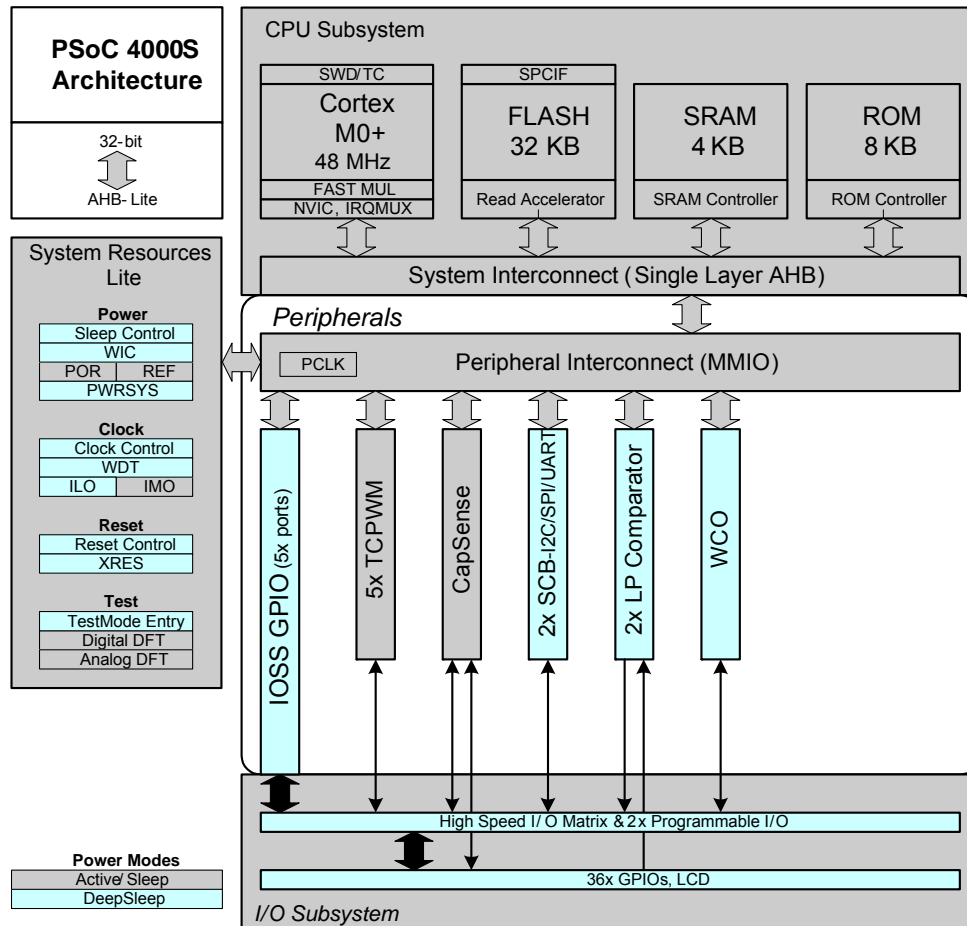 PSoC 4000S
Architecture
32-bit
AHB-Lite
CPU Subsystem
SWD/TC
Cortex
M0+
48 MHz
FAST MUL
NVIC, IRQMUX
SPCIF
FLASH
32 KB
Read Accelerator
SRAM
4 KB
SRAM Controller
ROM
8 KB
ROM Controller
System Interconnect (Single Layer AHB)
System Resources
Lite
Power
Sleep Control
WIC
POR
REF
PWRSYS
Clock
Clock Control
WDT
ILO
IMO
Reset
Reset Control
XRES
Test
TestMode Entry
Digital DFT
Analog DFT
Peripherals
PCLK
Peripheral Interconnect (MMIO)
IOSS GPIO (5x ports)
5x TCPWM
CapSense
2x SCB-I2C/SPI/UART
2x LP Comparator
WCO
High Speed I/O Matrix & 2x Programmable I/O
36x GPIOs, LCD
I/O Subsystem
Power Modes
Active/Sleep
DeepSleep